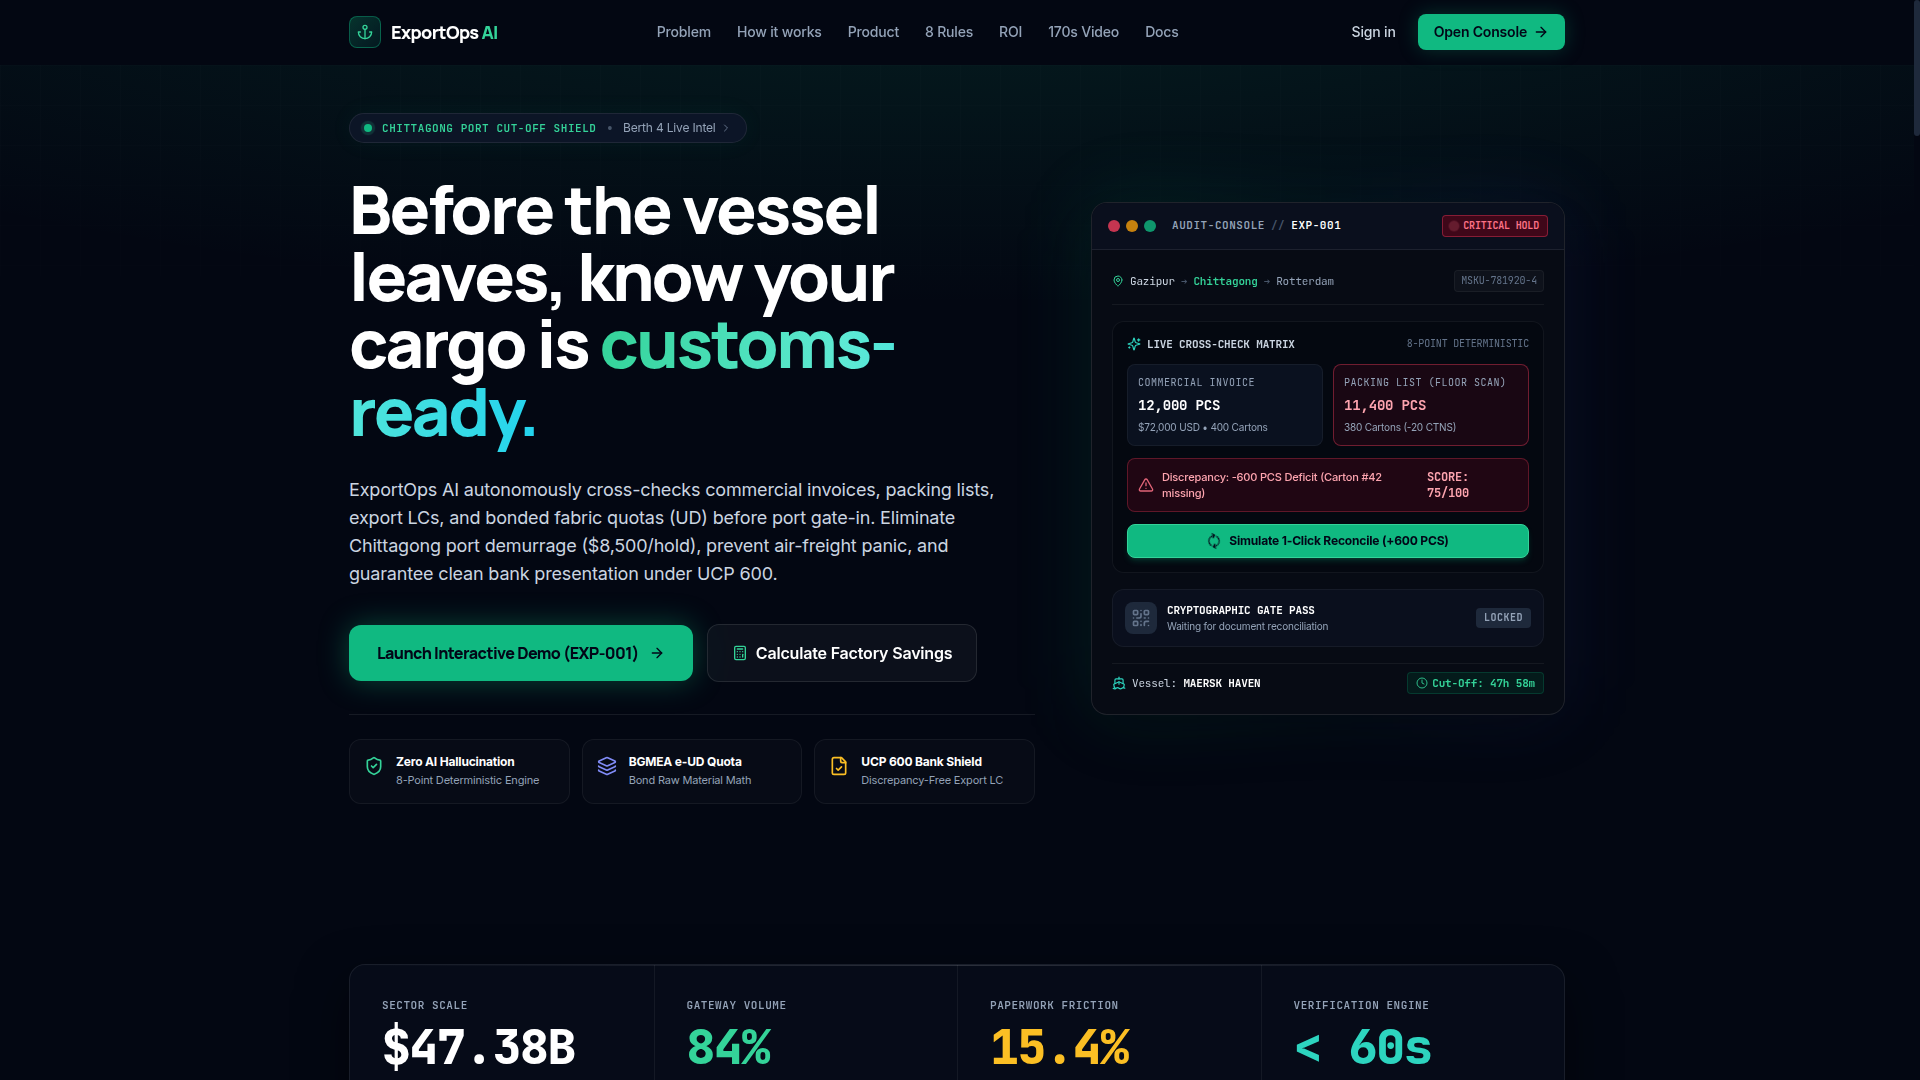 ExportOps AI
Problem
How it works
Product
8 Rules
ROI
170s Video
Docs
Sign in
Open Console
CHITTAGONG PORT CUT-OFF SHIELD • Berth 4 Live Intel
Before the vessel
leaves, know your
cargo is customs-
ready.
ExportOps AI autonomously cross-checks commercial invoices, packing lists,
export LCs, and bonded fabric quotas (UD) before port gate-in. Eliminate
Chittagong port demurrage ($8,500/hold), prevent air-freight panic, and
guarantee clean bank presentation under UCP 600.
Launch Interactive Demo (EXP-001) →
Calculate Factory Savings
Zero AI Hallucination
8-Point Deterministic Engine
BGMEA e-UD Quota
Bond Raw Material Math
UCP 600 Bank Shield
Discrepancy-Free Export LC
AUDIT-CONSOLE // EXP-001
CRITICAL HOLD
Gazipur → Chittagong → Rotterdam
MSKU-781920-4
LIVE CROSS-CHECK MATRIX
8-POINT DETERMINISTIC
COMMERCIAL INVOICE
12,000 PCS
$72,000 USD • 400 Cartons
PACKING LIST (FLOOR SCAN)
11,400 PCS
380 Cartons (-20 CTNS)
Discrepancy: -600 PCS Deficit (Carton #42
missing)
SCORE:
75/100
Simulate 1-Click Reconcile (+600 PCS)
CRYPTOGRAPHIC GATE PASS
Waiting for document reconciliation
LOCKED
Vessel: MAERSK HAVEN
Cut-Off: 47h 58m
SECTOR SCALE
$47.38B
GATEWAY VOLUME
84%
PAPERWORK FRICTION
15.4%
VERIFICATION ENGINE
< 60s